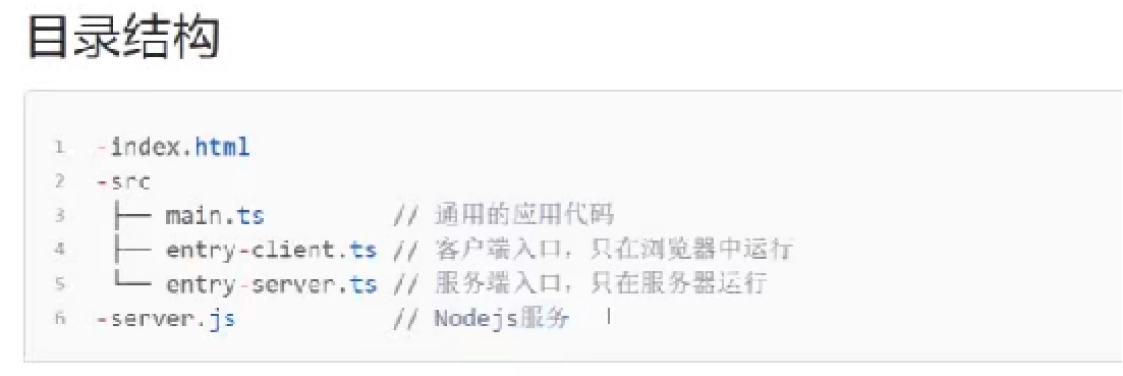 目录结构
1 -index.html
2 -src
3 ├── main.ts // 通用的应用代码
4 ├── entry-client.ts // 客户端入口，只在浏览器中运行
5 └── entry-server.ts // 服务端入口，只在服务器运行
6 -server.js // Nodejs服务